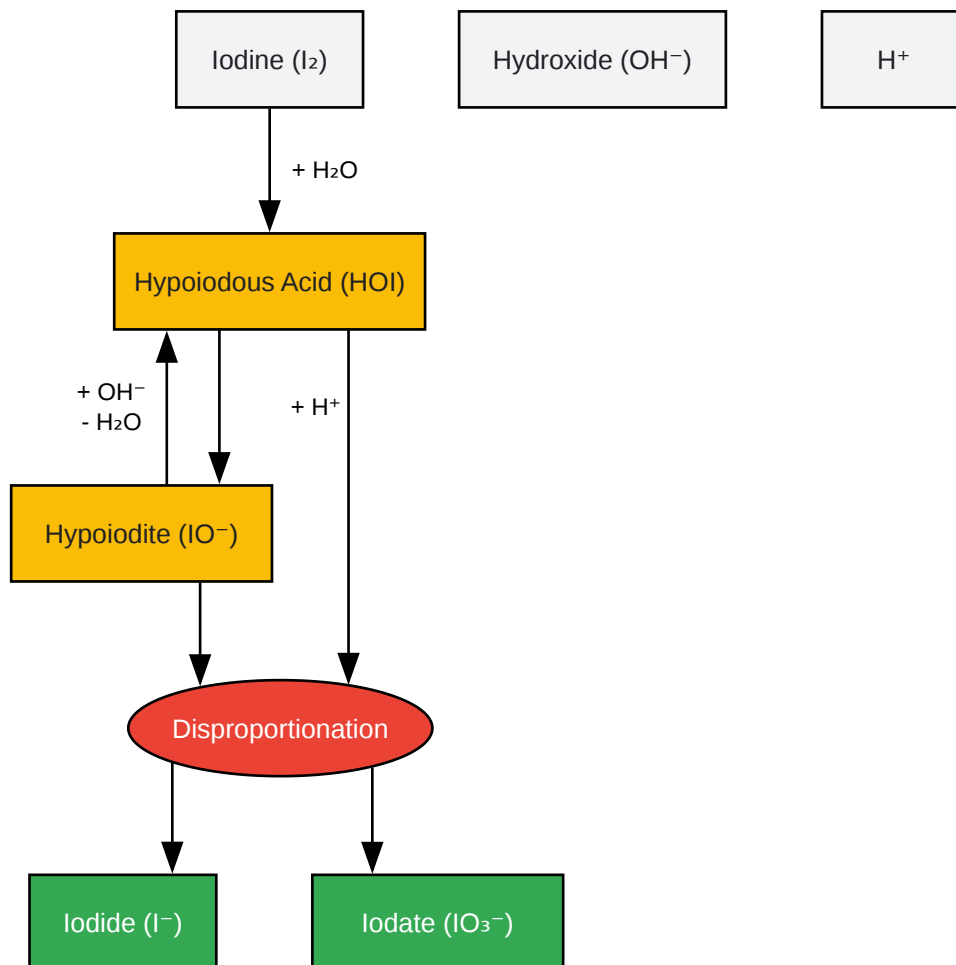 Iodine (I₂)
Hydroxide (OH⁻)
H⁺
+ H₂O
Hypoiodous Acid (HOI)
+ OH⁻
- H₂O
+ H⁺
Hypoiodite (IO⁻)
Disproportionation
Iodide (I⁻)
Iodate (IO₃⁻)